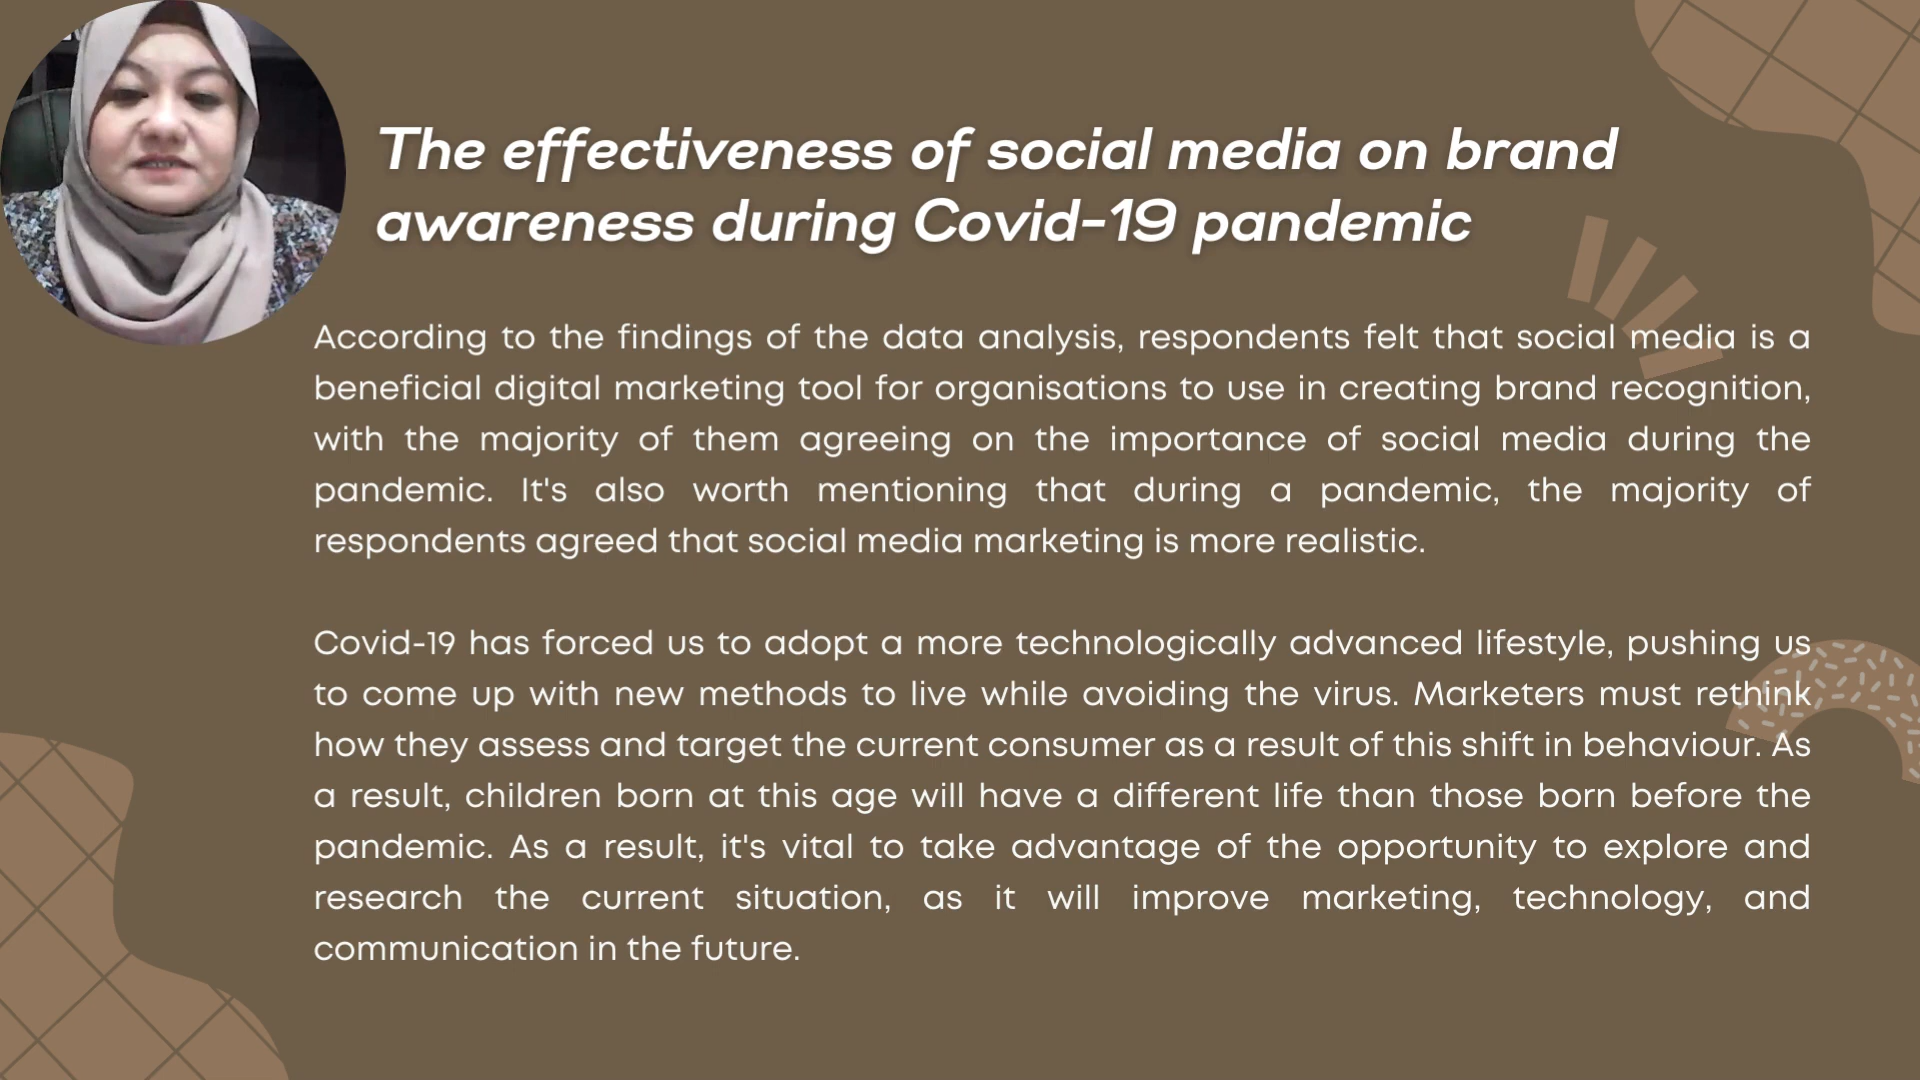 The effectiveness of social media on brand
awareness during Covid-19 pandemic
According to the findings of the data analysis, respondents felt that social media is a
beneficial digital marketing tool for organisations to use in creating brand recognition,
with the majority of them agreeing on the importance of social media during the
pandemic. It's also worth mentioning that during a pandemic, the majority of
respondents agreed that social media marketing is more realistic.
Covid-19 has forced us to adopt a more technologically advanced lifestyle, pushing us
to come up with new methods to live while avoiding the virus. Marketers must rethink
how they assess and target the current consumer as a result of this shift in behaviour. As
a result, children born at this age will have a different life than those born before the
pandemic. As a result, it's vital to take advantage of the opportunity to explore and
research the current situation, as it will improve marketing, technology, and
communication in the future.